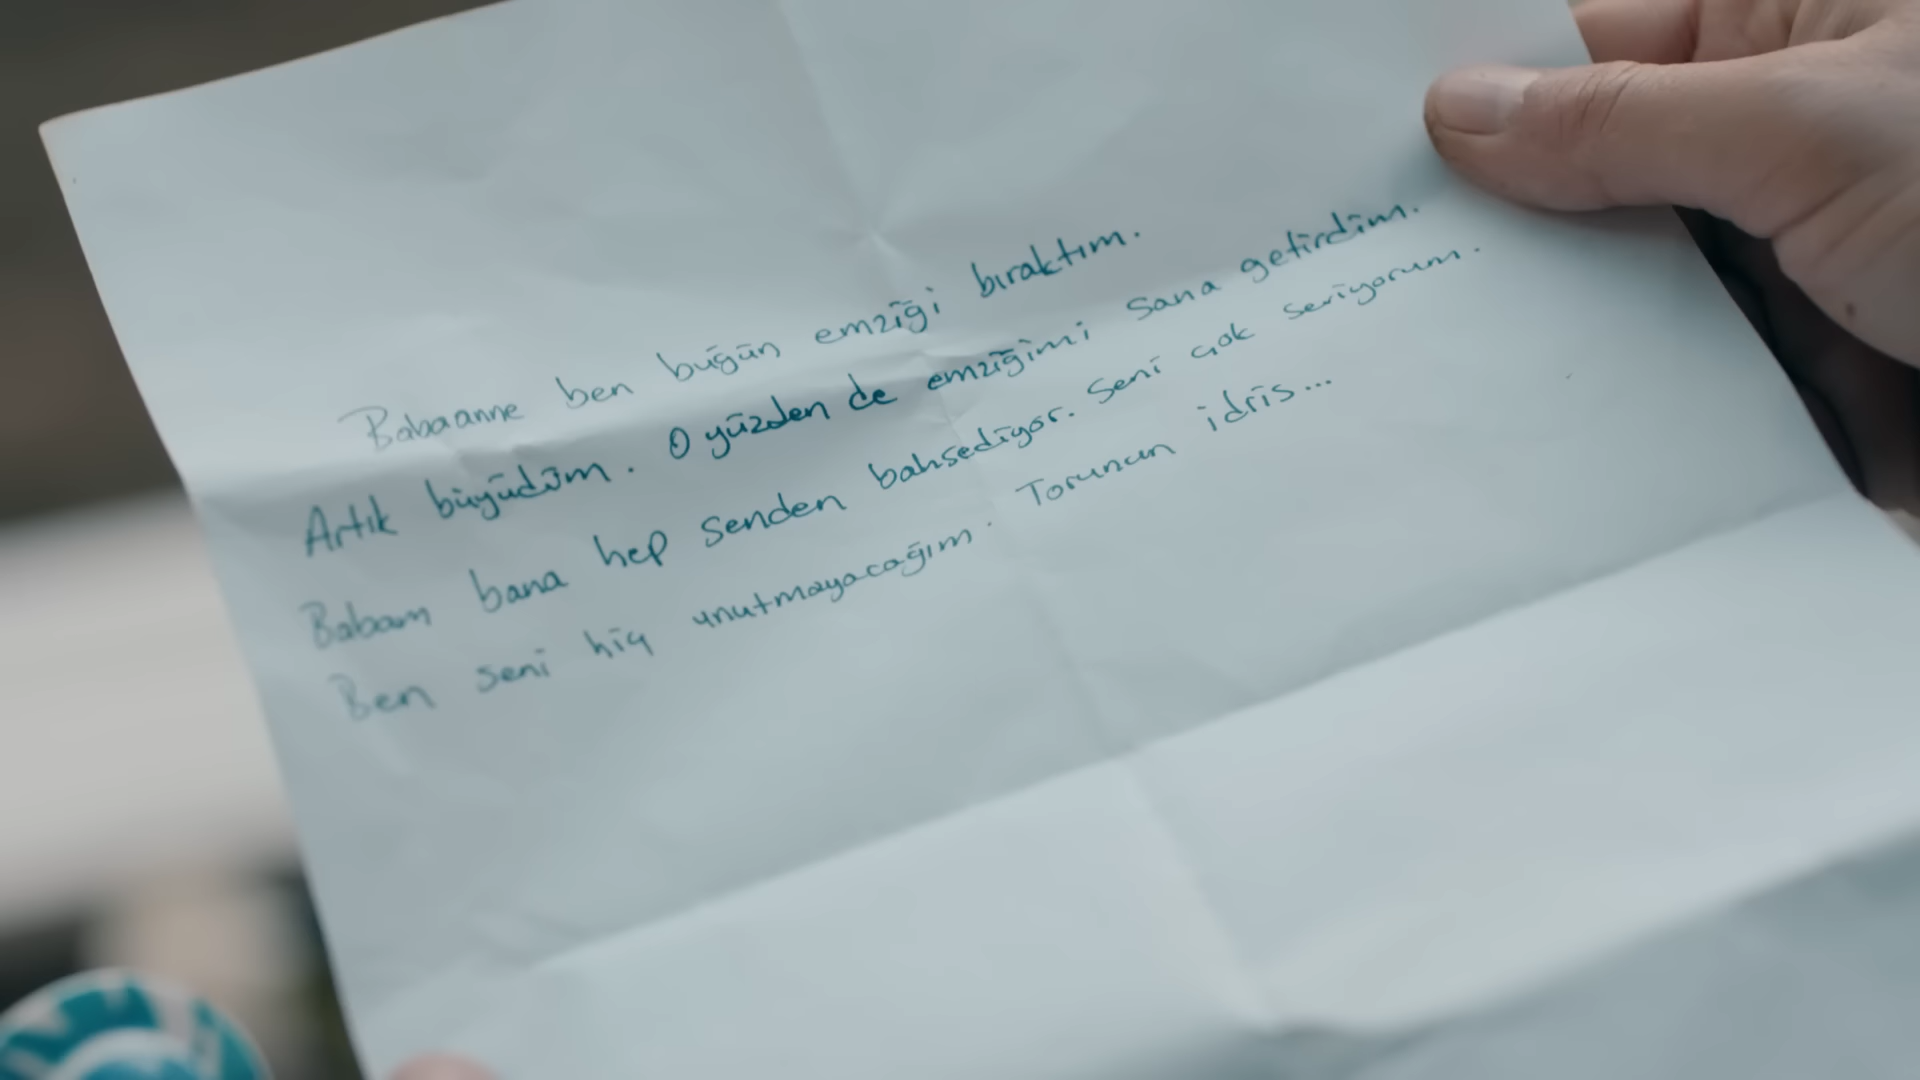 Babaanne ben bugün emziği bıraktım.
Artık büyüdüm. O yüzden de emziğimi sana getirdim.
Babam bana hep senden bahsediyor. Seni çok seviyorum.
Ben seni hiç unutmayacağım. Torunun idris...